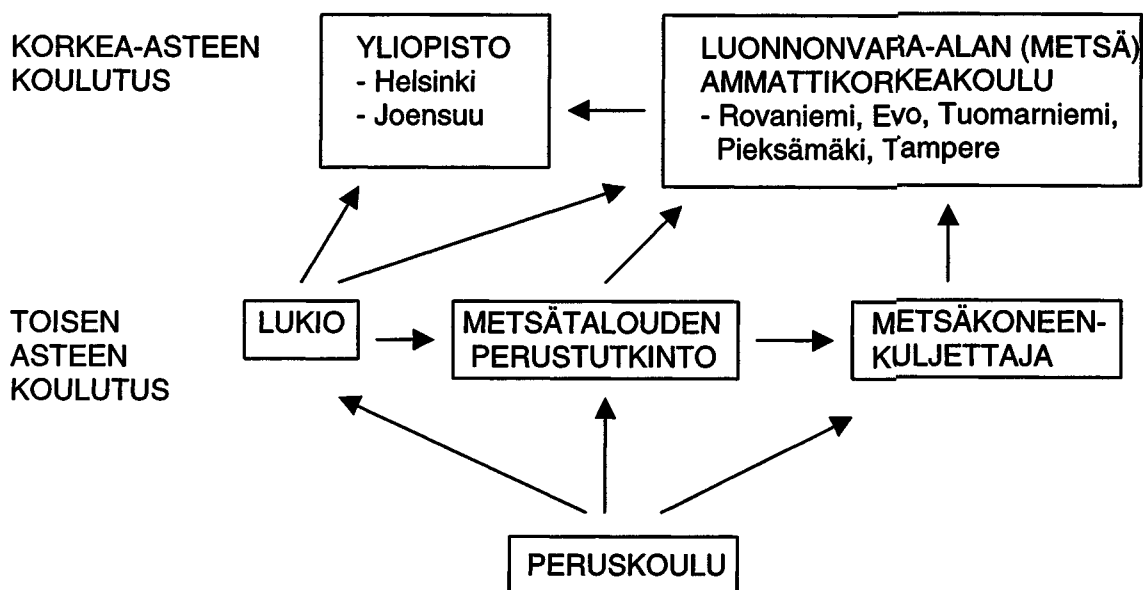 KORKEA-ASTEEN
KOULUTUS
YLIOPISTO
- Helsinki
- Joensuu
LUONNONVARA-ALAN (METSÄ)
AMMATTIKORKEAKOULU
- Rovaniemi, Evo, Tuomarniemi,
Pieksämäki, Tampere
TOISEN
ASTEEN
KOULUTUS
LUKIO
METSÄTALOUDEN
PERUSTUTKINTO
METSÄKONEEN-
KULJETTAJA
PERUSKOULU